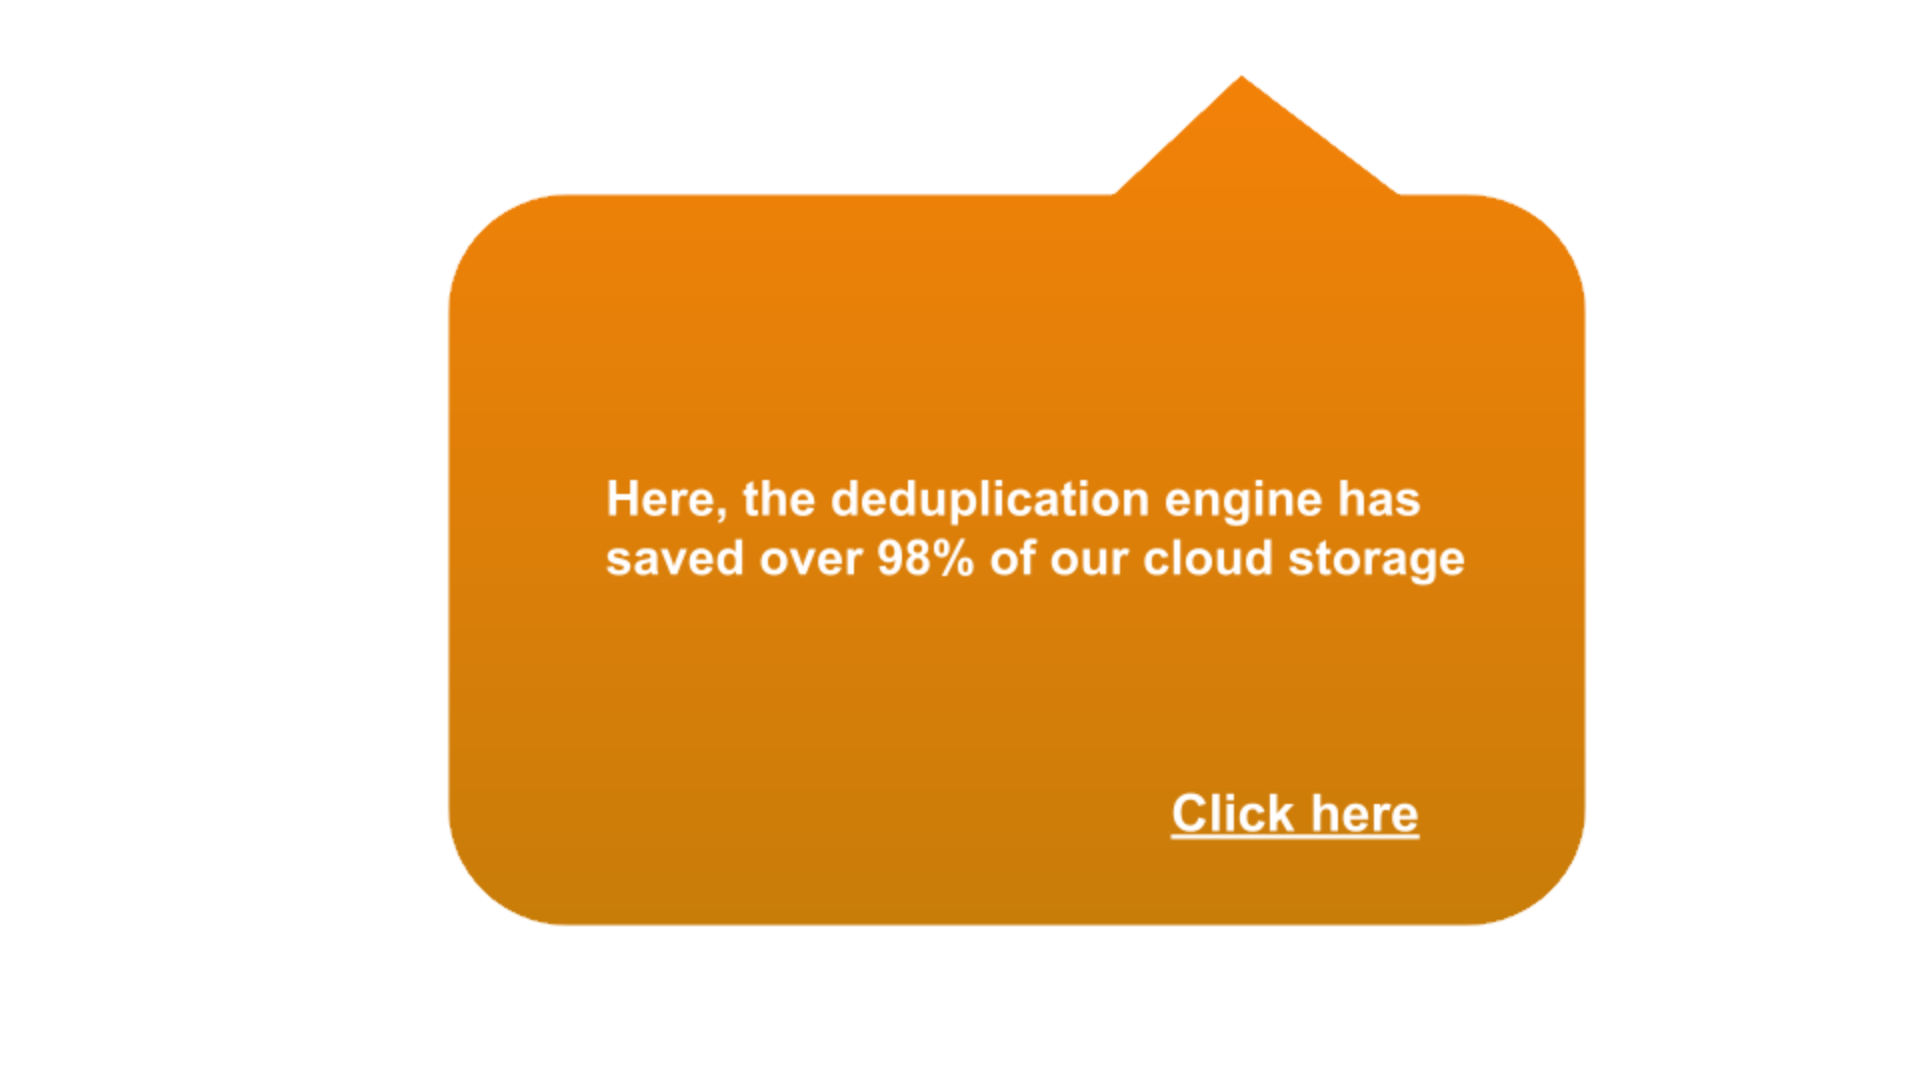 Here, the deduplication engine has
saved over 98% of our cloud storage
Click here